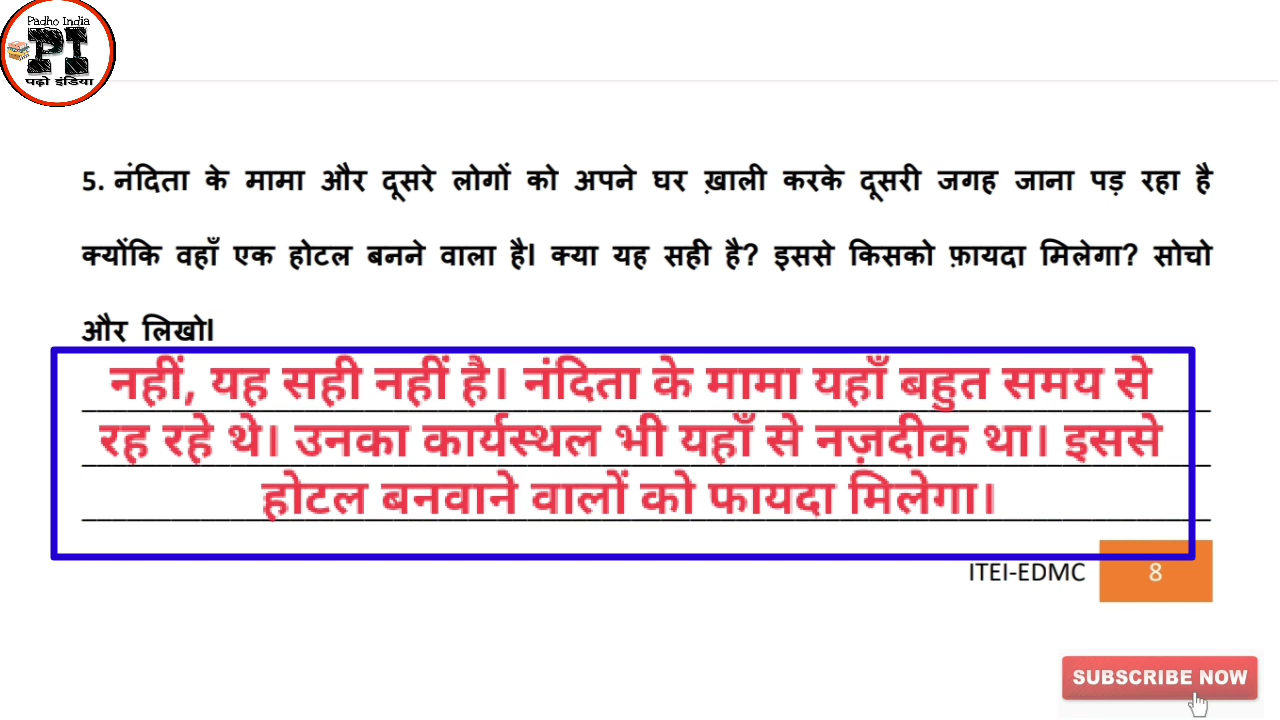 Padho India
PI
पढ़ो इंडिया
5. नंदिता के मामा और दूसरे लोगों को अपने घर ख़ाली करके दूसरी जगह जाना पड़ रहा है
क्योंकि वहाँ एक होटल बनने वाला है। क्या यह सही है? इससे किसको फ़ायदा मिलेगा? सोचो
और लिखो।
नहीं, यह सही नहीं है। नंदिता के मामा यहाँ बहुत समय से
रह रहे थे। उनका कार्यस्थल भी यहाँ से नज़दीक था। इससे
होटल बनवाने वालों को फायदा मिलेगा।
ITEI-EDMC 8
SUBSCRIBE NOW